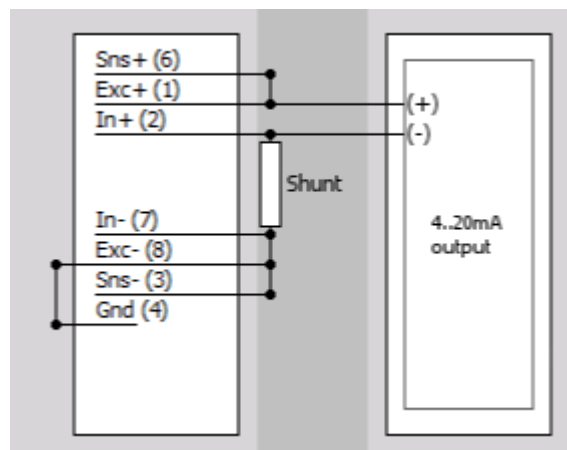 Sns+ (6)
Exc+ (1)
In+ (2)
(+)
(-)
Shunt
In- (7)
Exc- (8)
Sns- (3)
Gnd (4)
4..20mA
output